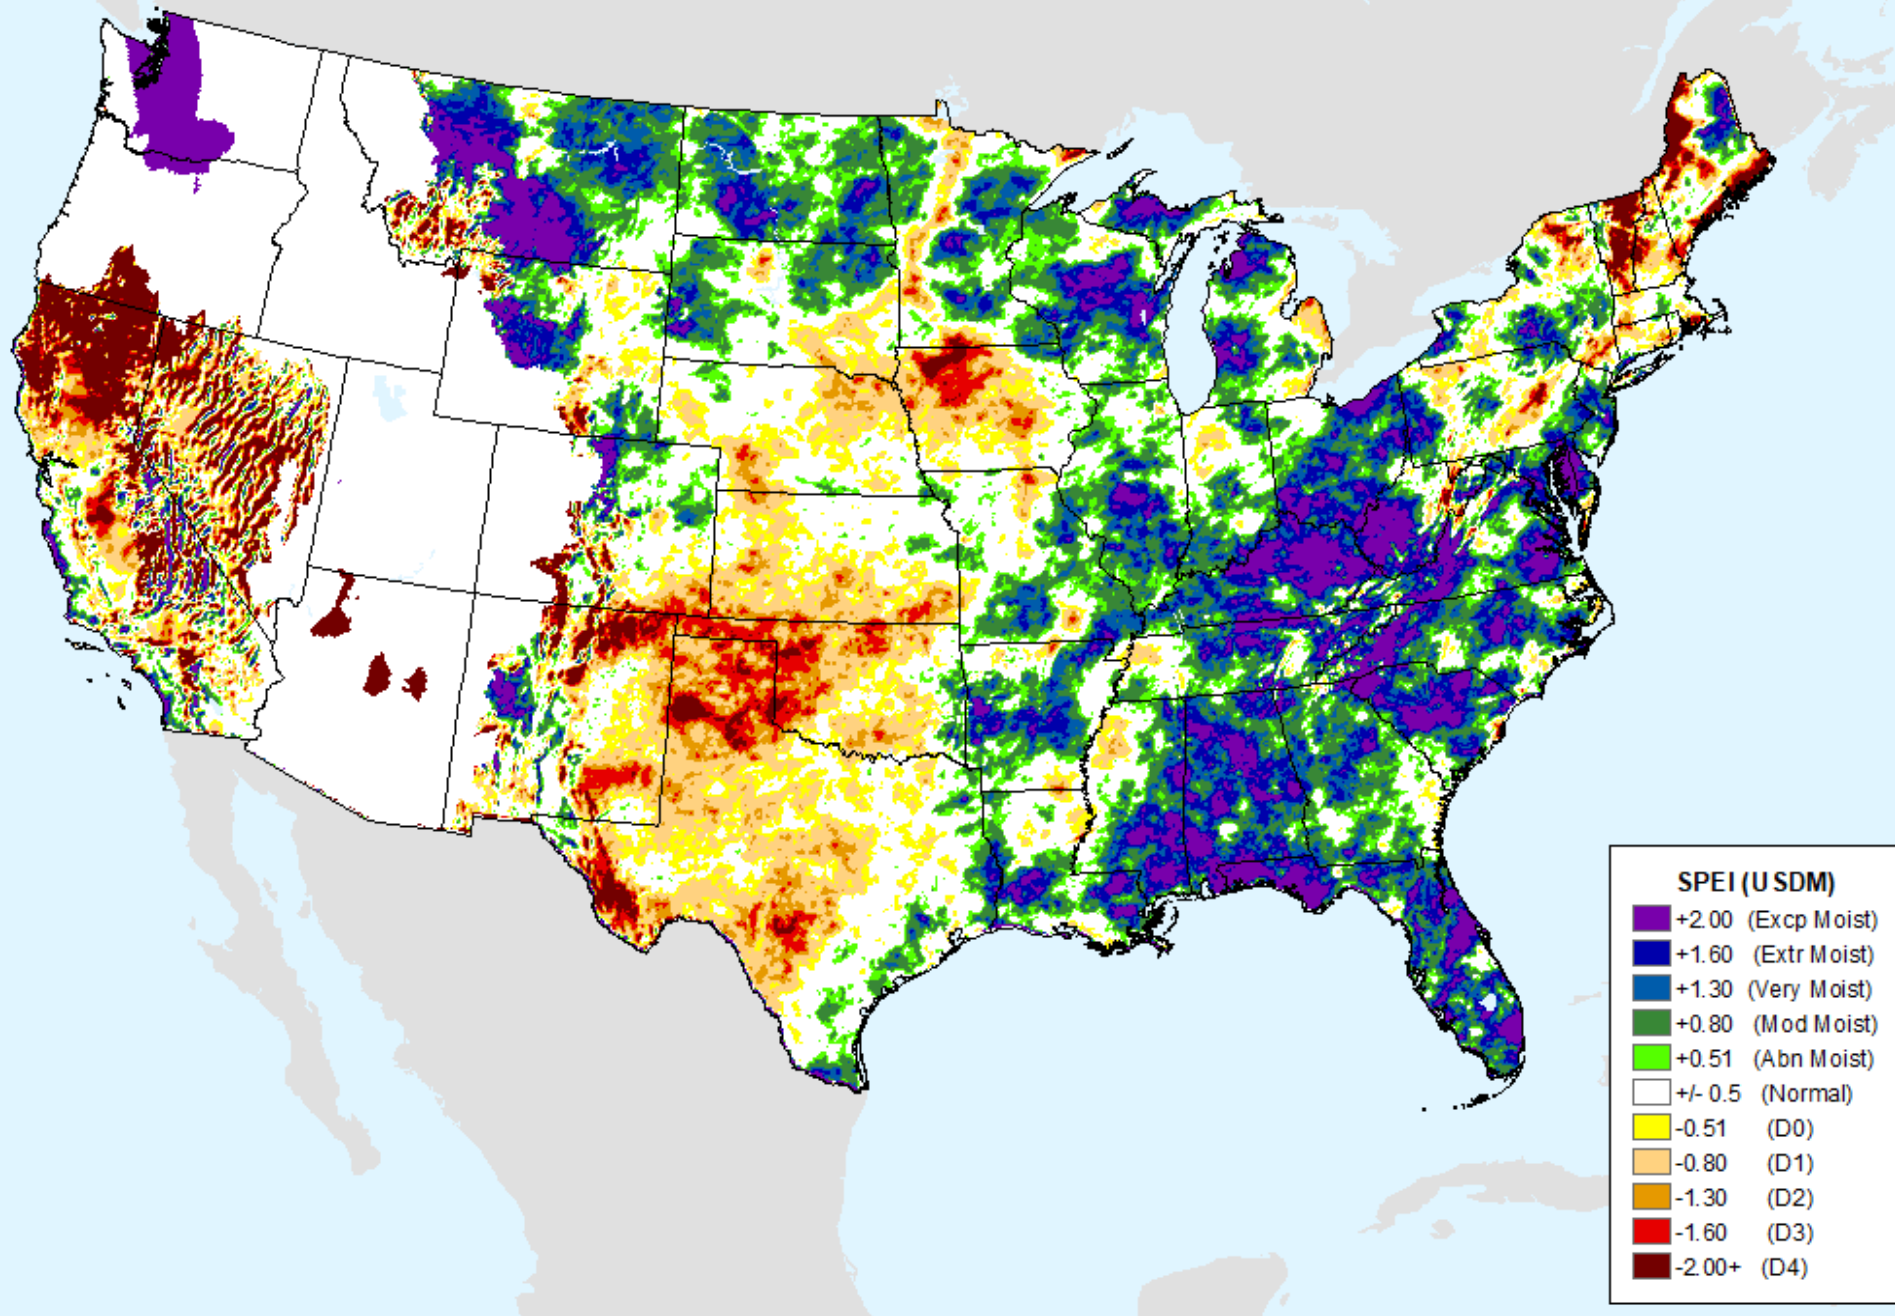 SPEI (USDM)
+2.00 (Excp Moist)
+1.60 (Extr Moist)
+1.30 (Very Moist)
+0.80 (Mod Moist)
+0.51 (Abn Moist)
+/- 0.5 (Normal)
-0.51 (D0)
-0.80 (D1)
-1.30 (D2)
-1.60 (D3)
-2.00+ (D4)